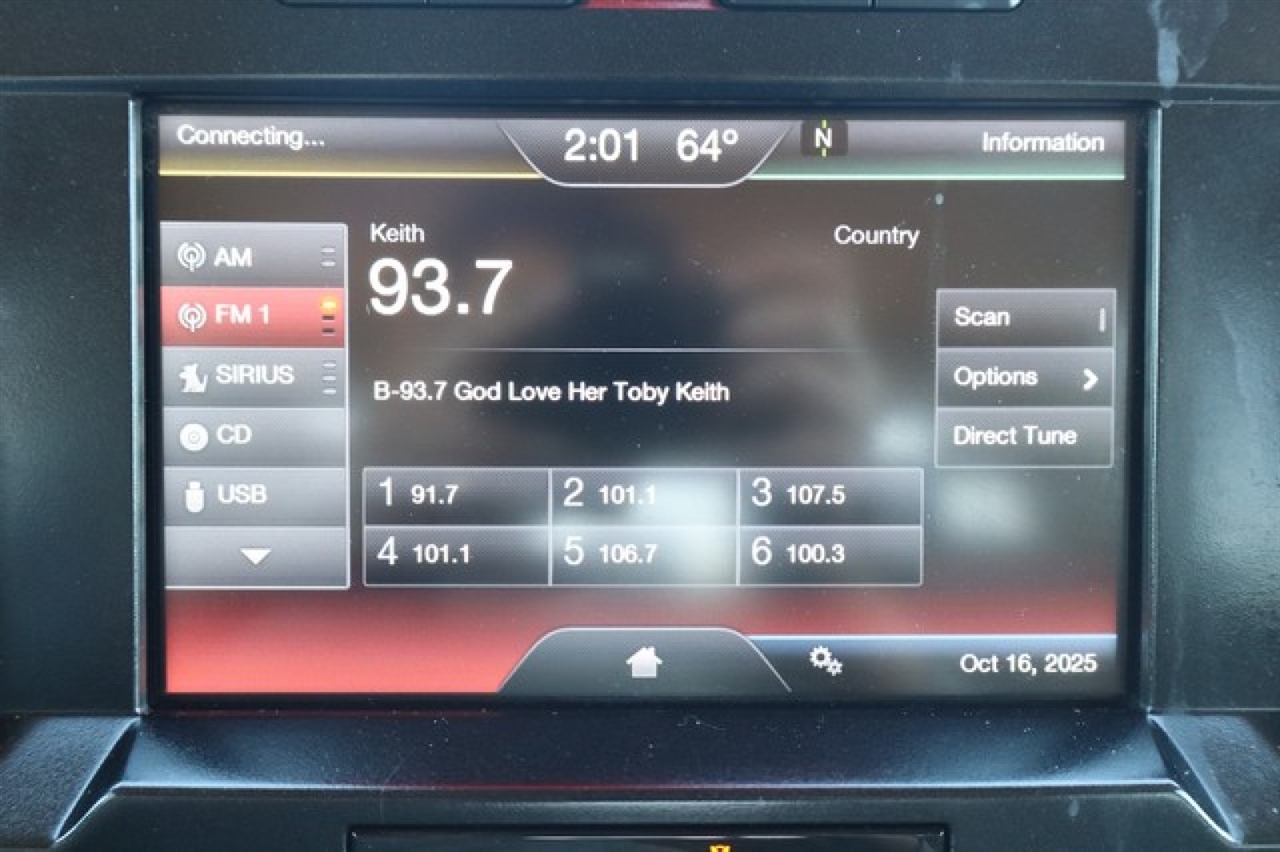 Connecting...
2:01 64°
N
Information
AM
FM 1
SIRIUS
CD
USB
Keith
Country
93.7
B-93.7 God Love Her Toby Keith
1 91.7
2 101.1
3 107.5
4 101.1
5 106.7
6 100.3
Scan
Options
Direct Tune
Oct 16, 2025